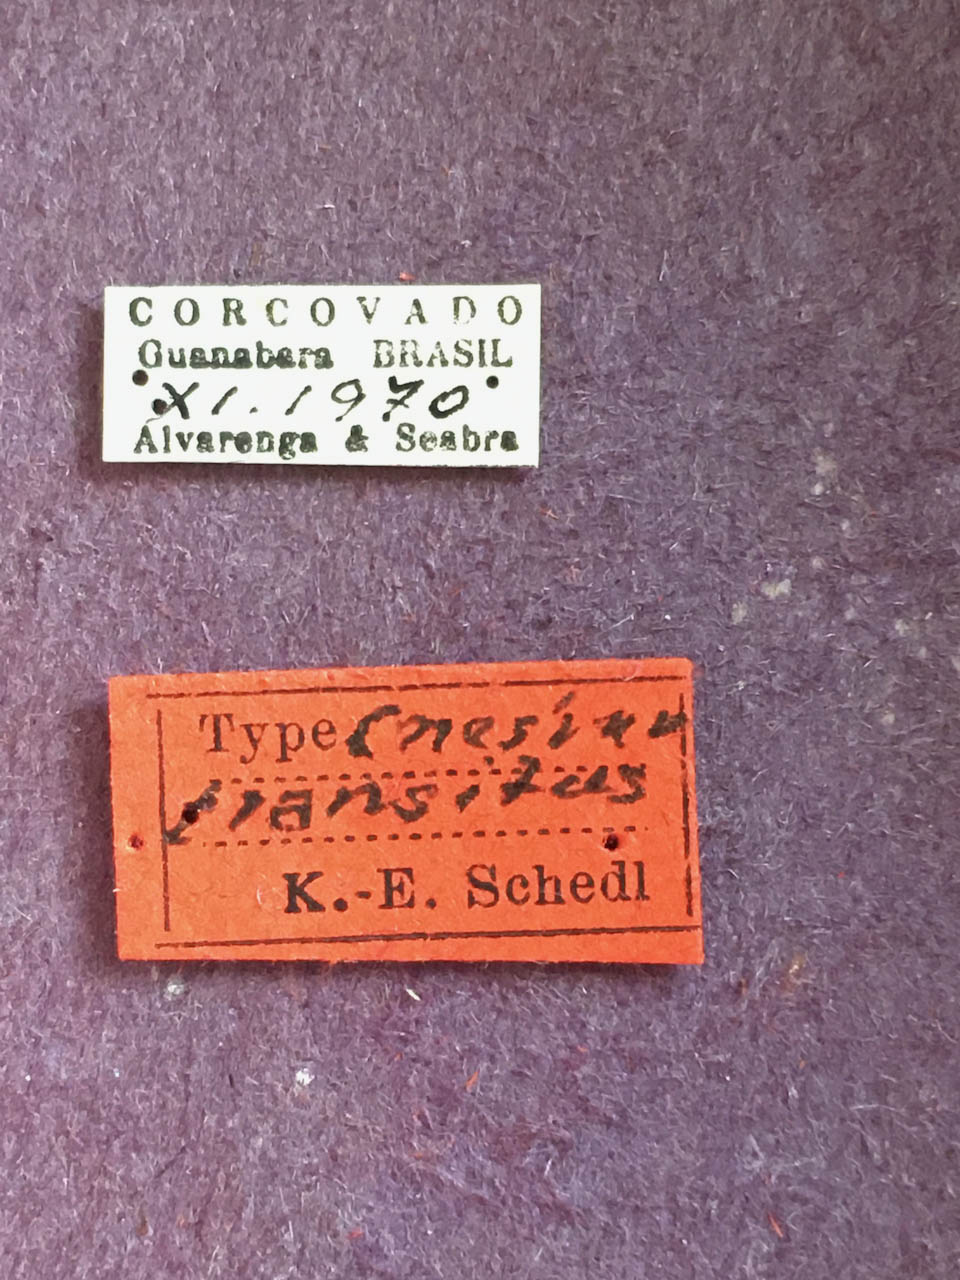 CORCOVADO
Guanabara BRASIL
XI.1970
Alvarenga & Seabra
Type Cnesinus
transitus
K.-E. Schedl